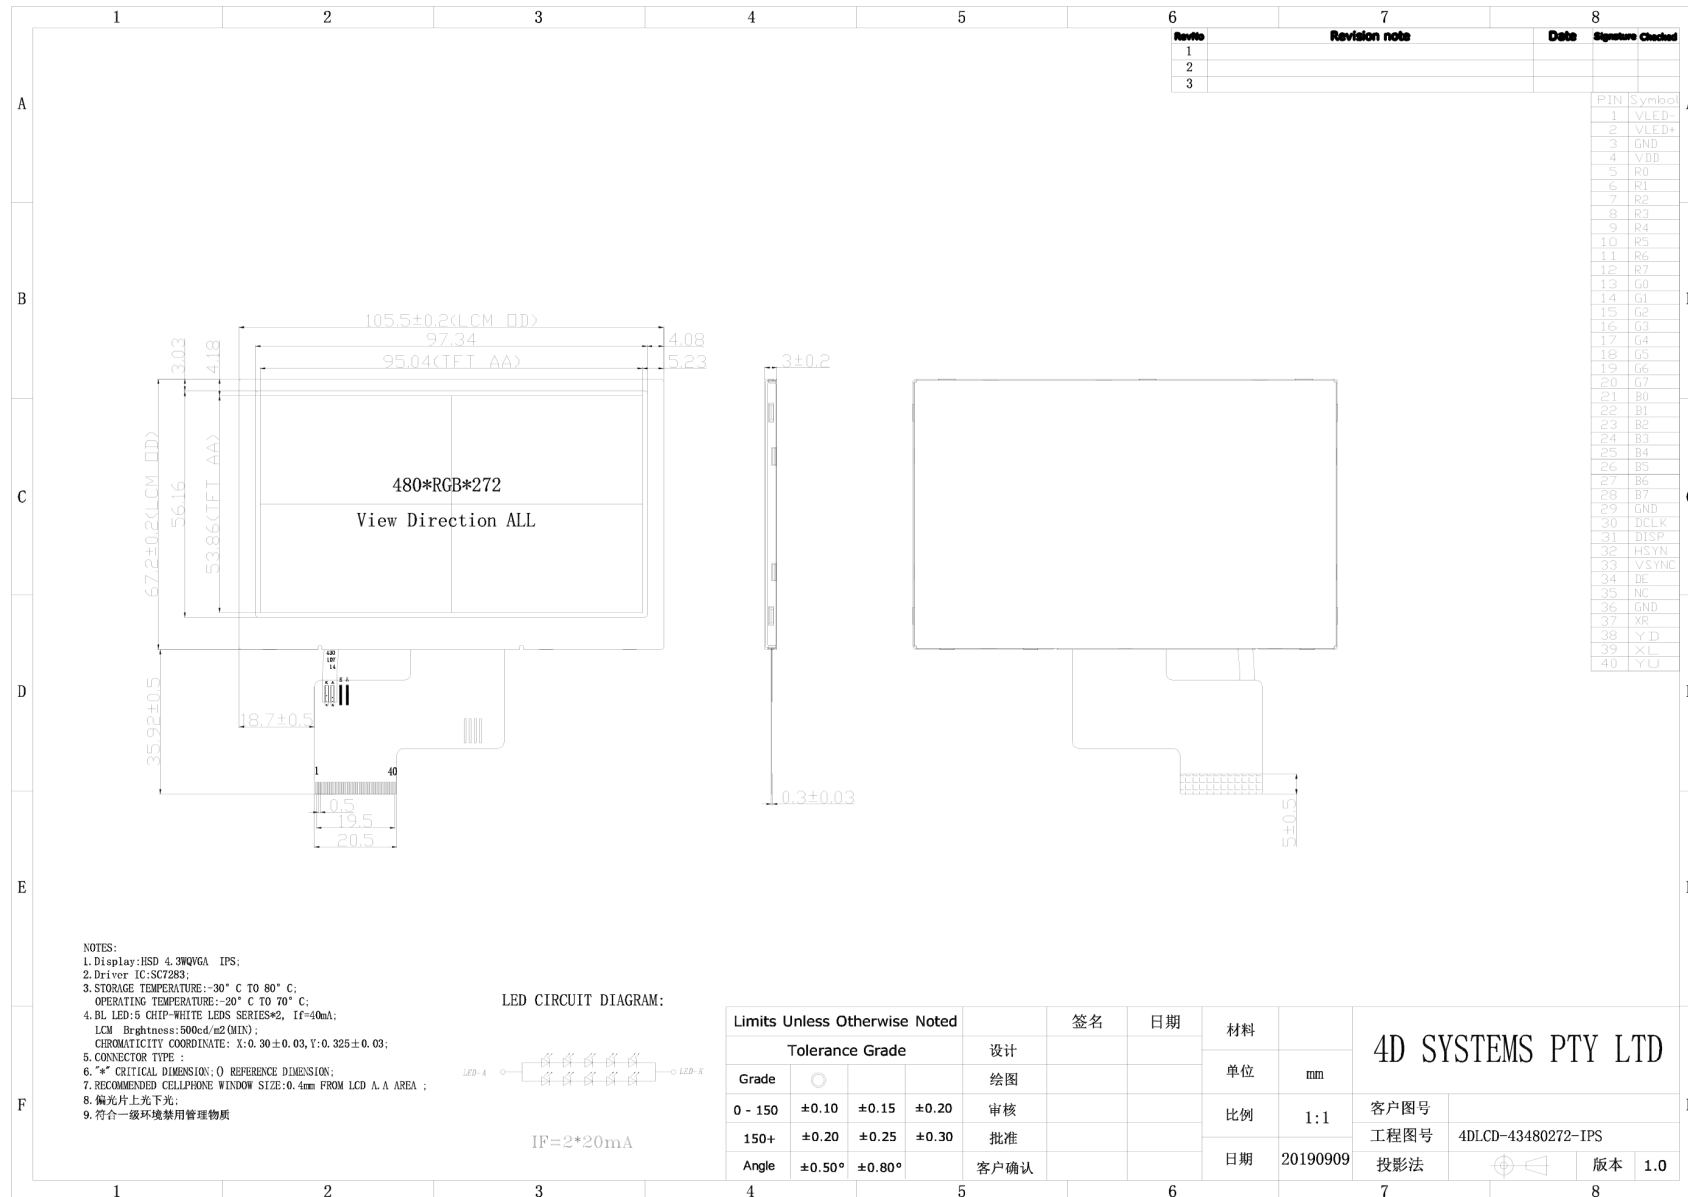 1 2 3 4 5 6 7 8
RevNo Revision note Date Signature Checked
1
2
3
A
B
C
D
E
F
PIN Symbol
1 VLED-
2 VLED+
3 GND
4 VDD
5 R0
6 R1
7 R2
8 R3
9 R4
10 R5
11 R6
12 R7
13 G0
14 G1
15 G2
16 G3
17 G4
18 G5
19 G6
20 G7
21 B0
22 B1
23 B2
24 B3
25 B4
26 B5
27 B6
28 B7
29 GND
30 DCLK
31 DISP
32 HSYN
33 VSYNC
34 DE
35 NC
36 GND
37 XR
38 YD
39 XL
40 YU
105.5±0.2(LCM OD)
97.34
4.08
95.04(TFT AA)
5.23
3.03
4.18
67.2±0.2(LCM OD)
56.16
53.86(TFT AA)
480*RGB*272
View Direction ALL
3±0.2
35.92±0.5
18.7±0.5
K A
K A
1 40
0.5
19.5
20.5
0.3±0.03
5±0.5
NOTES:
1.Display:HSD 4.3WQVGA IPS;
2.Driver IC:SC7283;
3.STORAGE TEMPERATURE:-30° C TO 80° C;
OPERATING TEMPERATURE:-20° C TO 70° C;
4.BL LED:5 CHIP-WHITE LEDS SERIES*2, If=40mA;
LCM Brghtness:500cd/m2(MIN);
CHROMATICITY COORDINATE: X:0.30±0.03,Y:0.325±0.03;
5.CONNECTOR TYPE :
6."*" CRITICAL DIMENSION;() REFERENCE DIMENSION;
7.RECOMMENDED CELLPHONE WINDOW SIZE:0.4mm FROM LCD A.A AREA ;
8.偏光片上光下光;
9.符合一级环境禁用管理物质
LED CIRCUIT DIAGRAM:
LED-A LED-K
IF=2*20mA
Limits Unless Otherwise Noted
Tolerance Grade
Grade
0 - 150 ±0.10 ±0.15 ±0.20
150+ ±0.20 ±0.25 ±0.30
Angle ±0.50° ±0.80°
签名 日期
设计
绘图
审核
批准
客户确认
材料
单位 mm
比例 1:1
日期 20190909
4D SYSTEMS PTY LTD
客户图号
工程图号 4DLCD-43480272-IPS
投影法 版本 1.0
1 2 3 4 5 6 7 8